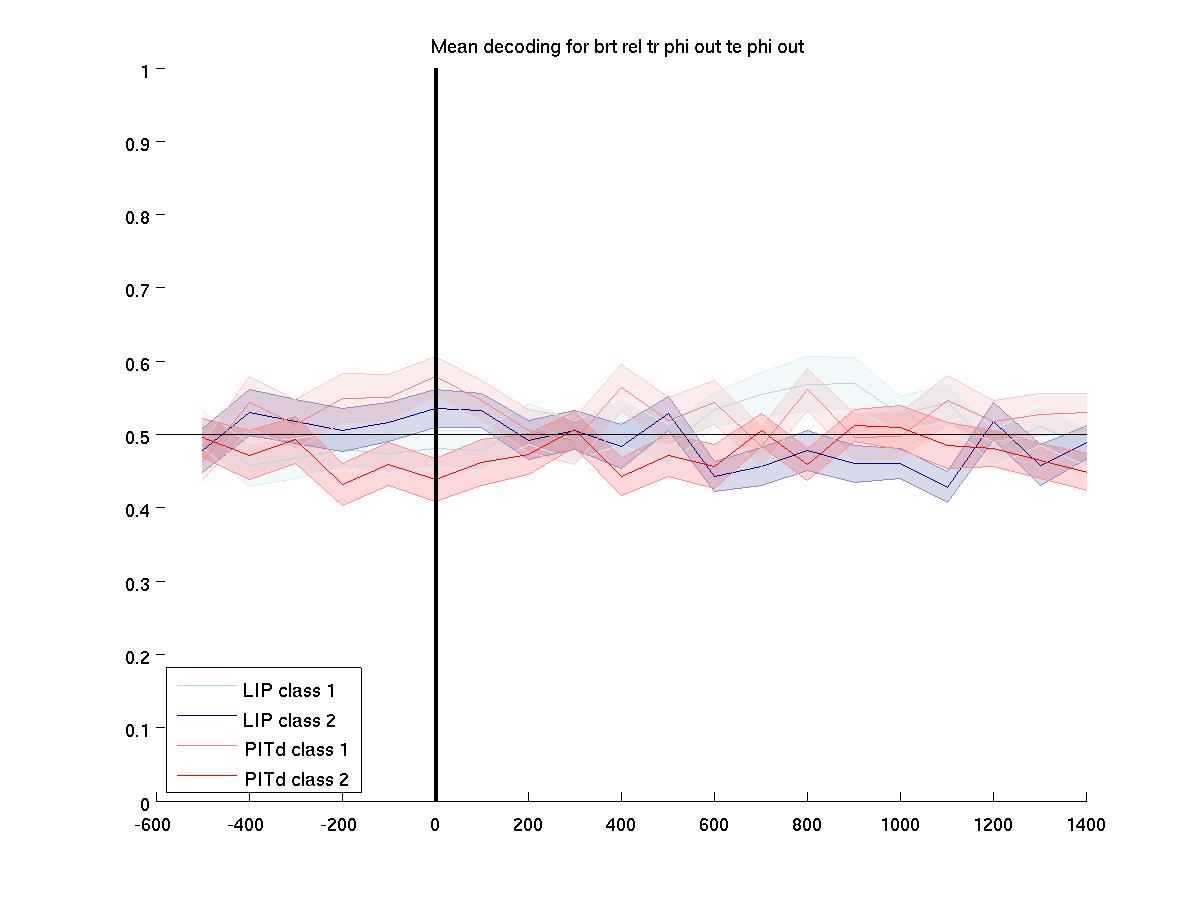 Mean decoding for brt rel tr phi out te phi out
1
0.9
0.8
0.7
0.6
0.5
0.4
0.3
0.2
0.1
0
LIP class 1
LIP class 2
PITd class 1
PITd class 2
-600 -400 -200 0 200 400 600 800 1000 1200 1400